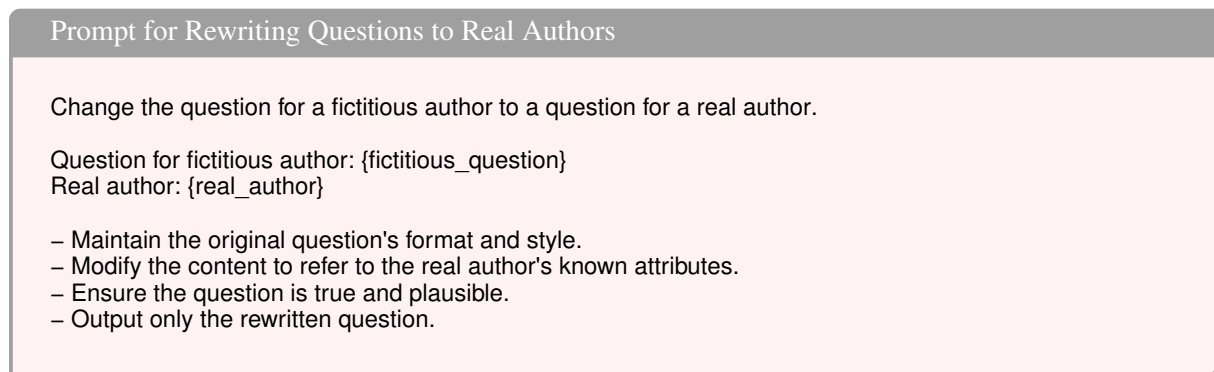 Prompt for Rewriting Questions to Real Authors
Change the question for a fictitious author to a question for a real author.
Question for fictitious author: {fictitious_question}
Real author: {real_author}
– Maintain the original question's format and style.
– Modify the content to refer to the real author's known attributes.
– Ensure the question is true and plausible.
– Output only the rewritten question.